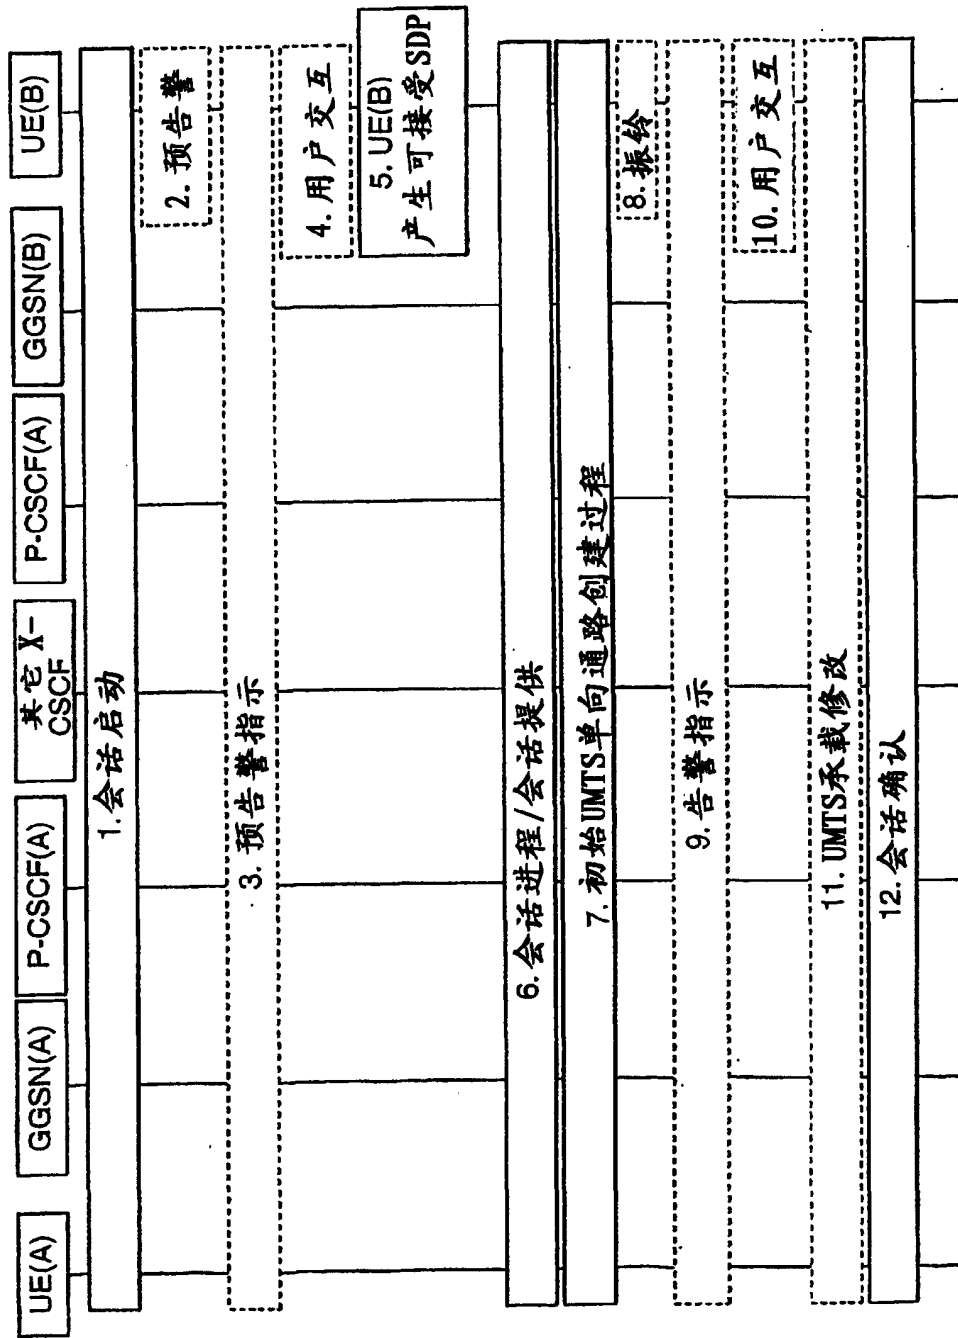 UE(A)
GGSN(A)
P-CSCF(A)
其它 X-
CSCF
P-CSCF(A)
GGSN(B)
UE(B)
1.会话启动
2.预告警
3.预告警指示
4.用户交互
5.UE(B)
产生可接受SDP
6.会话进程/会话提供
7.初始UMTS单向通路创建过程
8.振铃
9.告警指示
10.用户交互
11.UMTS承载修改
12.会话确认